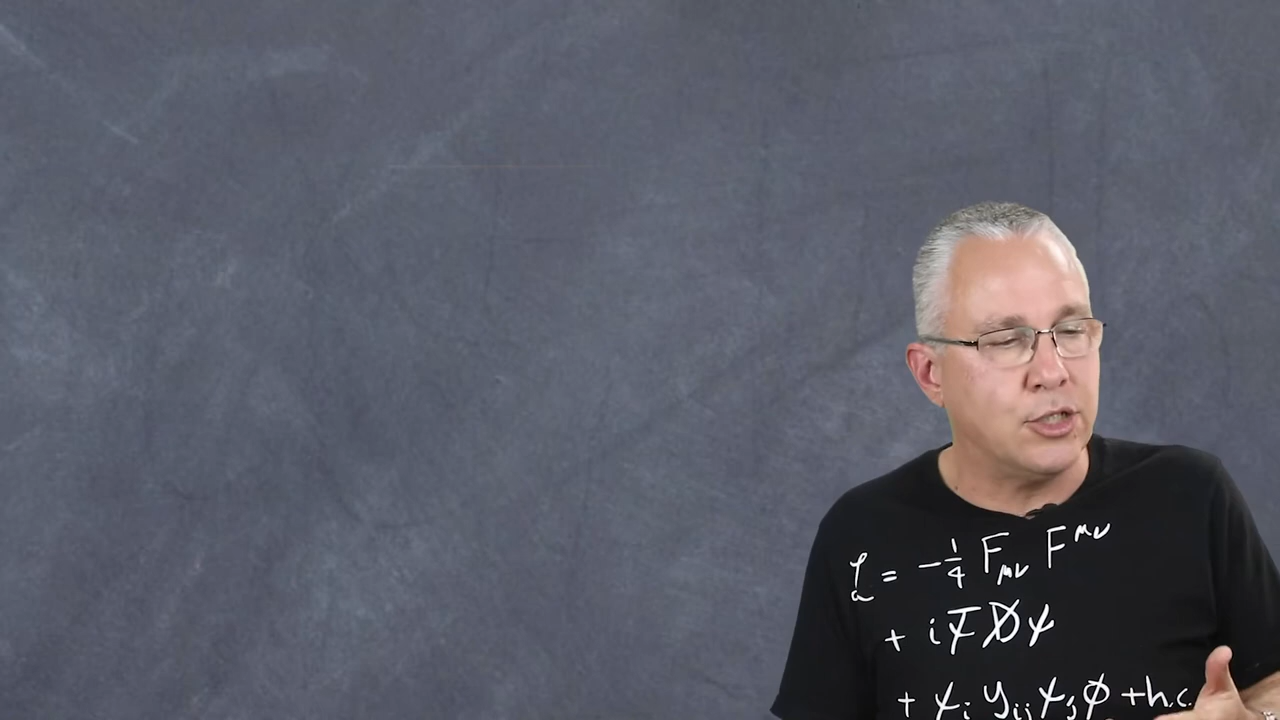 ℒ = -1/4 F_μν F^μν
+ iψ̄D̸ψ
+ ψ_i y_ij ψ_j φ + h.c.